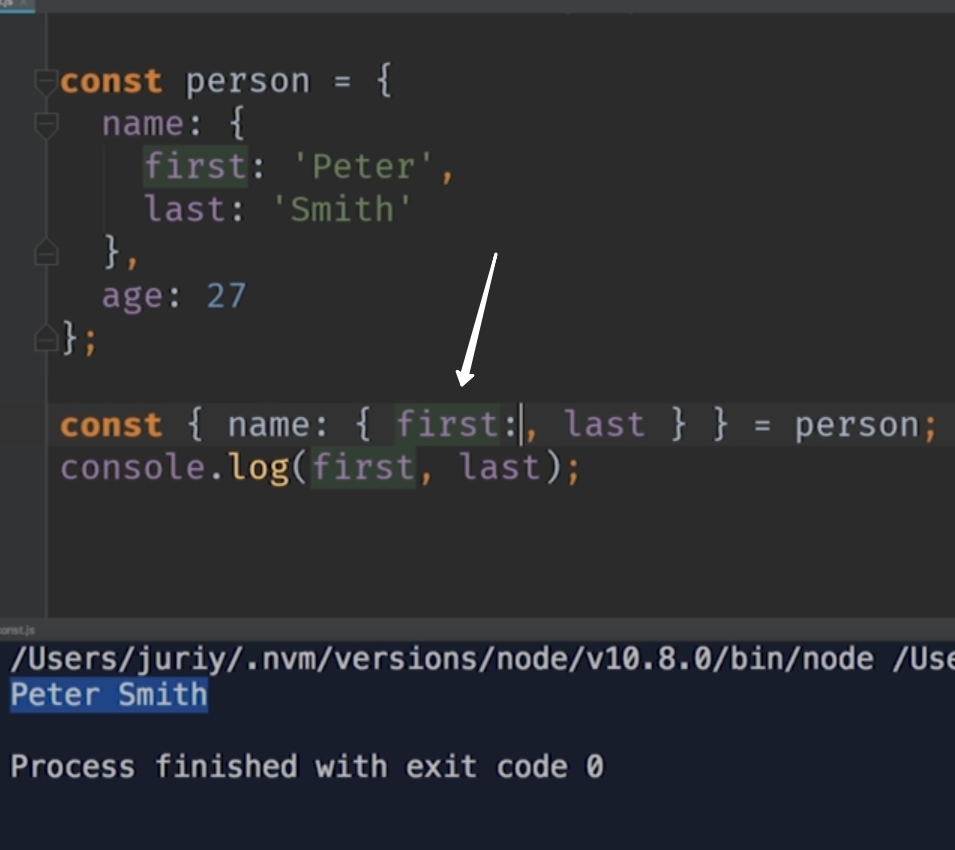 const person = {
name: {
first: 'Peter',
last: 'Smith'
},
age: 27
};
const { name: { first:, last } } = person;
console.log(first, last);
const.js
/Users/juriy/.nvm/versions/node/v10.8.0/bin/node /Use
Peter Smith
Process finished with exit code 0